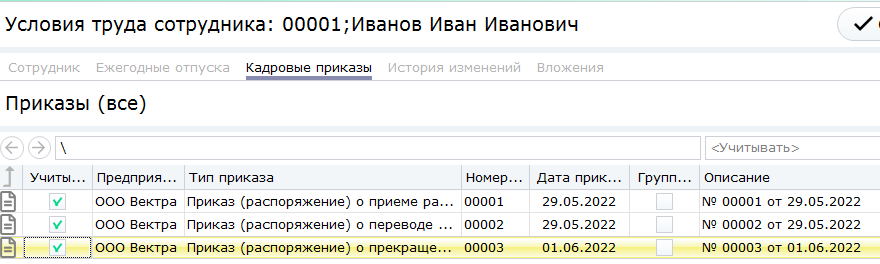 Условия труда сотрудника: 00001;Иванов Иван Иванович
Сотрудник Ежегодные отпуска Кадровые приказы История изменений Вложения
Приказы (все)
\ <Учитывать>
Учиты... Предприя... Тип приказа Номер... Дата прик... Групп... Описание
ООО Вектра Приказ (распоряжение) о приеме ра... 00001 29.05.2022 № 00001 от 29.05.2022
ООО Вектра Приказ (распоряжение) о переводе ... 00002 29.05.2022 № 00002 от 29.05.2022
ООО Вектра Приказ (распоряжение) о прекраще... 00003 01.06.2022 № 00003 от 01.06.2022